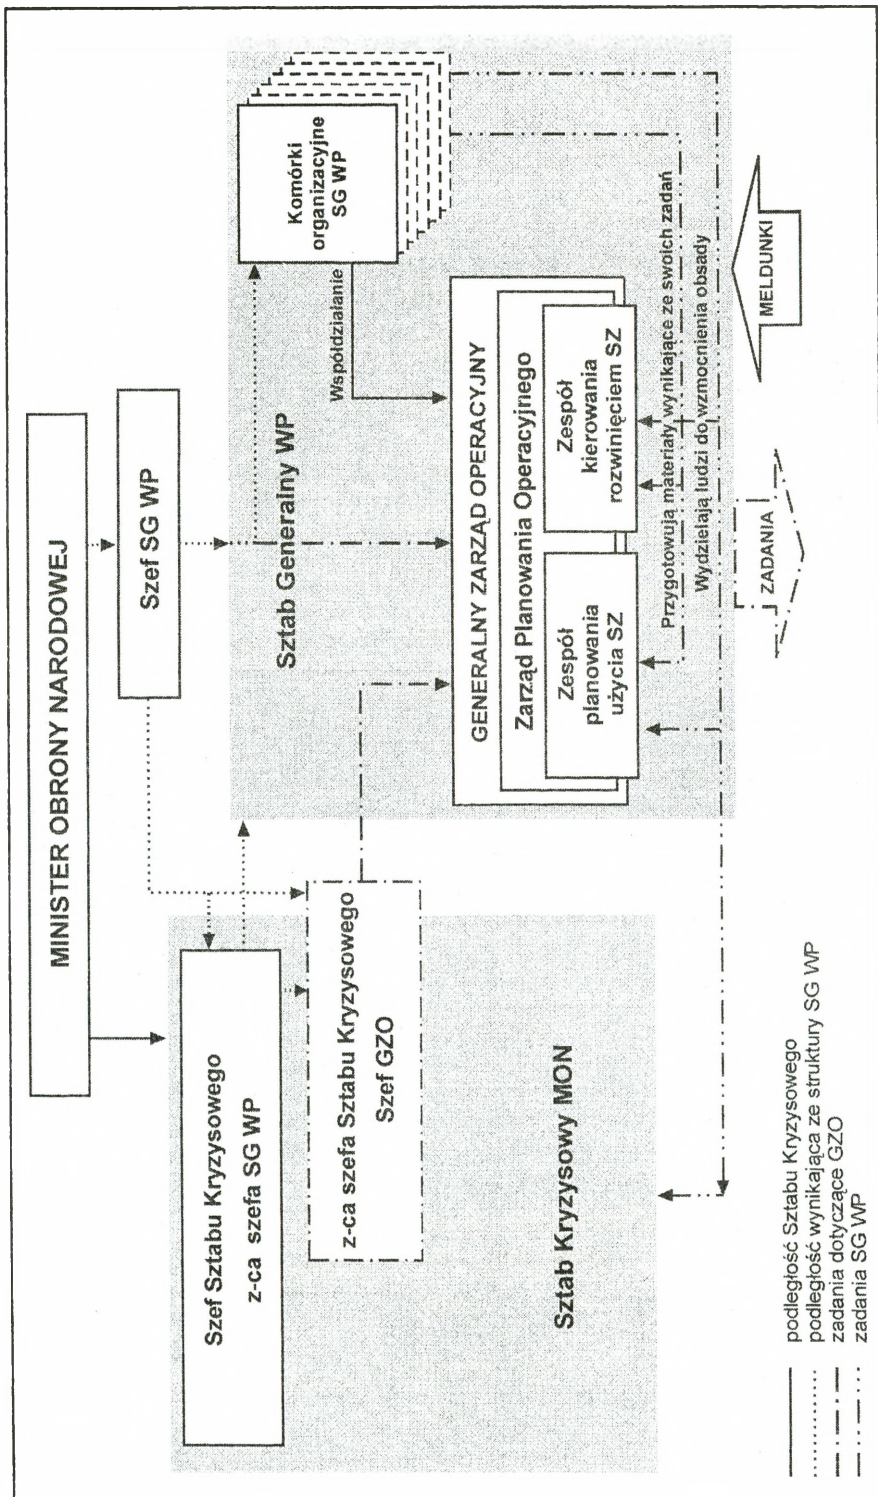 MINISTER OBRONY NARODOWEJ
Szef SG WP
Szef Sztabu Kryzysowego
z-ca szefa SG WP
z-ca szefa Sztabu Kryzysowego
Szef GZO
Sztab Kryzysowy MON
Sztab Generalny WP
Komórki
organizacyjne
SG WP
Współdziałanie
GENERALNY ZARZĄD OPERACYJNY
Zarząd Planowania Operacyjnego
Zespół
planowania
użycia SZ
Zespół
kierowania
rozwinięciem SZ
Przygotowują materiały wynikające ze swoich zadań
Wydzielają ludzi do wzmocnienia obsady
ZADANIA
MELDUNKI
podległość Sztabu Kryzysowego
podległość wynikająca ze struktury SG WP
zadania dotyczące GZO
zadania SG WP